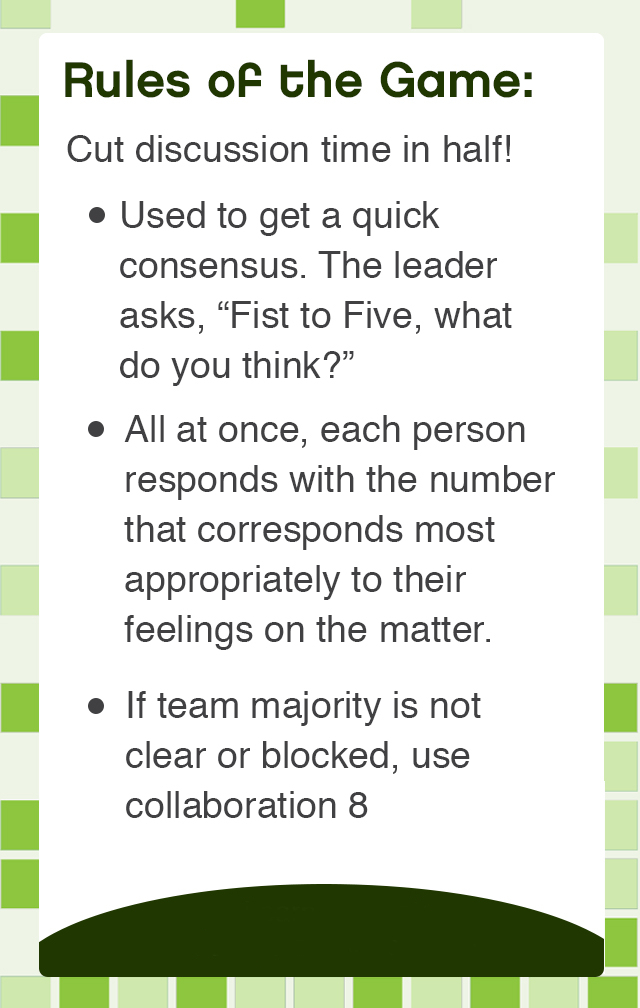 Rules of the Game:
Cut discussion time in half!
• Used to get a quick
consensus. The leader
asks, “Fist to Five, what
do you think?”
• All at once, each person
responds with the number
that corresponds most
appropriately to their
feelings on the matter.
• If team majority is not
clear or blocked, use
collaboration 8